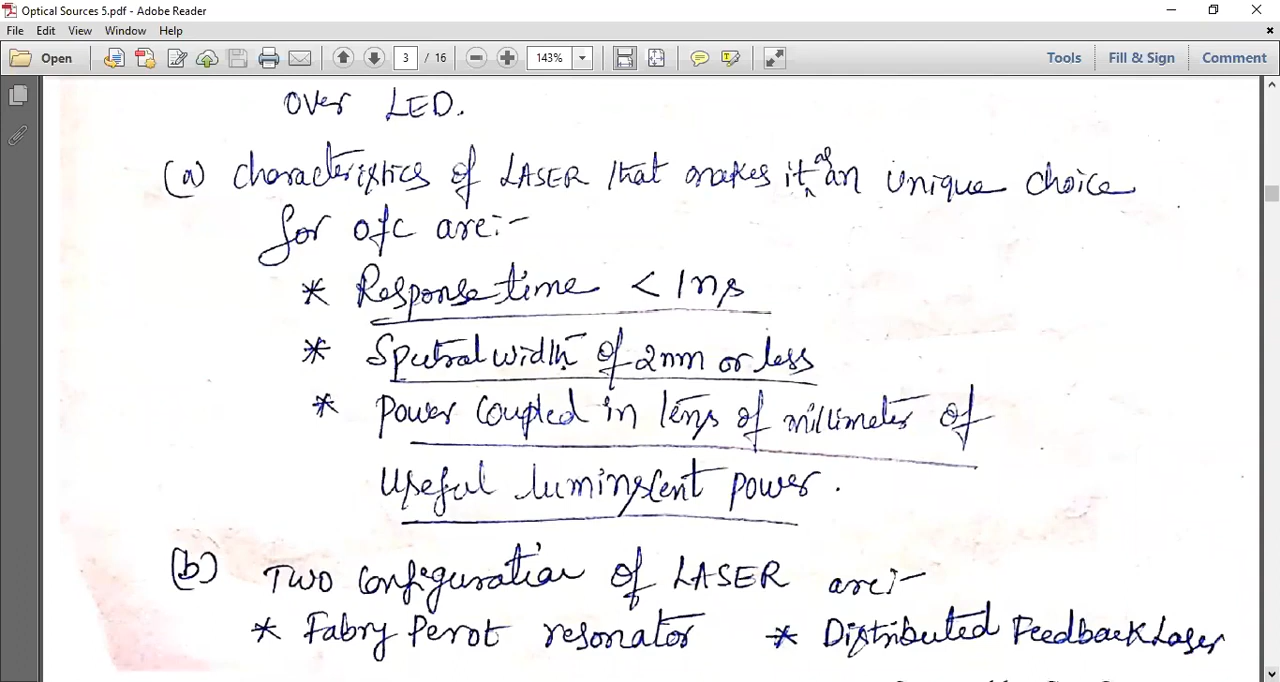 Optical Sources 5.pdf - Adobe Reader
File Edit View Window Help
Open 3 / 16 143% Tools Fill & Sign Comment
over LED.
(a) characteristics of LASER that makes it as an unique choice
for ofc are:-
* Response time < 1ns
* Spectral width of 2nm or less
* Power coupled in tens of millimeter of
useful luminscent power.
(b) Two configuration of LASER are:-
* Fabry Perot resonator * Distributed Feedback Laser